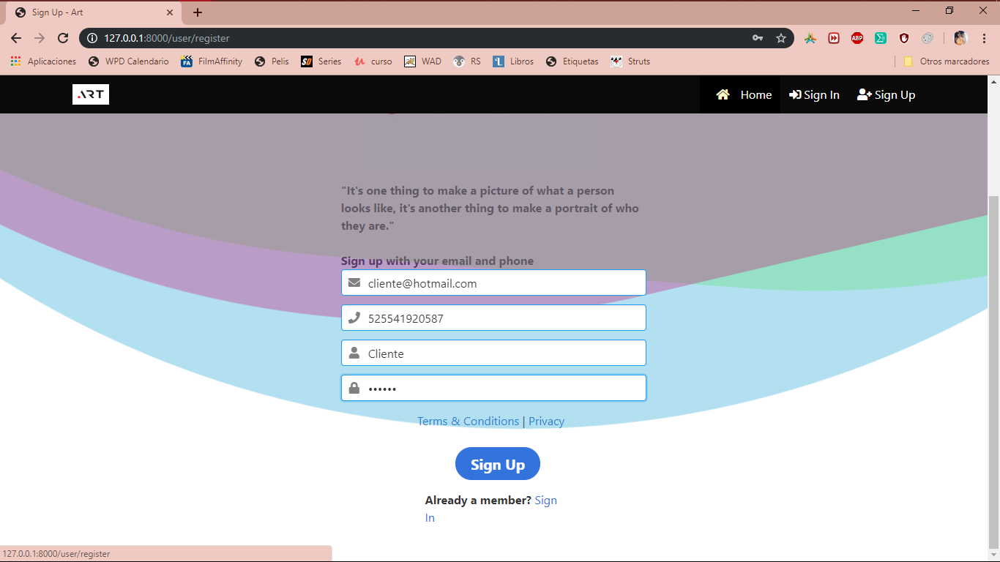 Sign Up - Art
127.0.0.1:8000/user/register
ABP
Aplicaciones WPD Calendario FA FilmAffinity Pelis SD Series curso WAD RS Libros Etiquetas Struts Otros marcadores
ART Home Sign In Sign Up
"It's one thing to make a picture of what a person
looks like, it's another thing to make a portrait of who
they are."
Sign up with your email and phone
cliente@hotmail.com
525541920587
Cliente
••••••
Terms & Conditions | Privacy
Sign Up
Already a member? Sign
In
127.0.0.1:8000/user/register